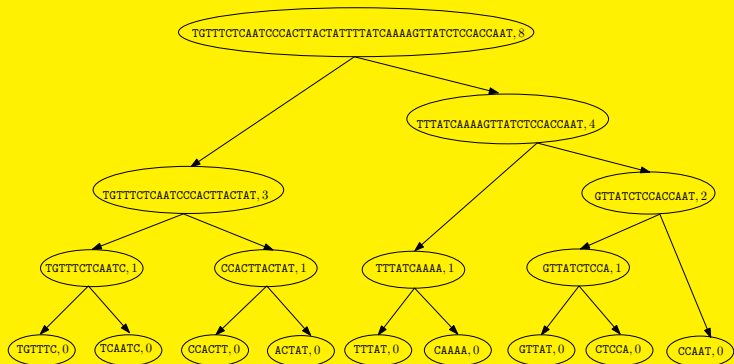 TGTTTCTCAATCCCACTTACTATTTTATCAAAAGTTATCTCCACCAAT, 8
TTTATCAAAAGTTATCTCCACCAAT, 4
TGTTTCTCAATCCCACTTACTAT, 3
GTTATCTCCACCAAT, 2
TGTTTCTCAATC, 1
CCACTTACTAT, 1
TTTATCAAAA, 1
GTTATCTCCA, 1
TGTTTC, 0
TCAATC, 0
CCACTT, 0
ACTAT, 0
TTTAT, 0
CAAAA, 0
GTTAT, 0
CTCCA, 0
CCAAT, 0